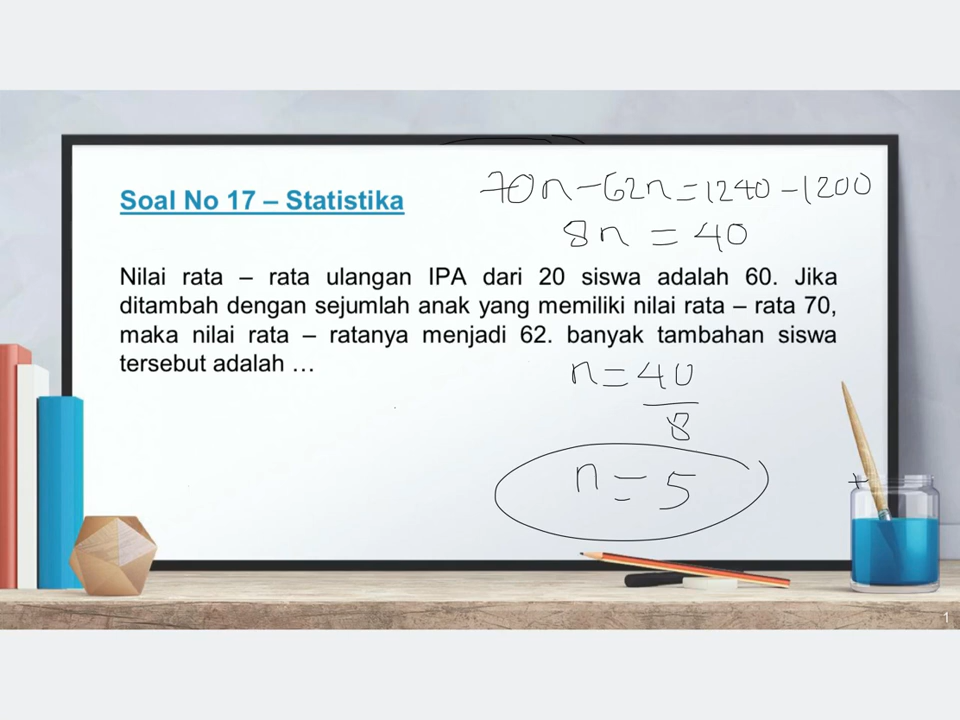 Soal No 17 – Statistika
70n - 62n = 1240 - 1200
8n = 40
Nilai rata – rata ulangan IPA dari 20 siswa adalah 60. Jika
ditambah dengan sejumlah anak yang memiliki nilai rata – rata 70,
maka nilai rata – ratanya menjadi 62. banyak tambahan siswa
tersebut adalah …
n = 40
8
n = 5
+
1